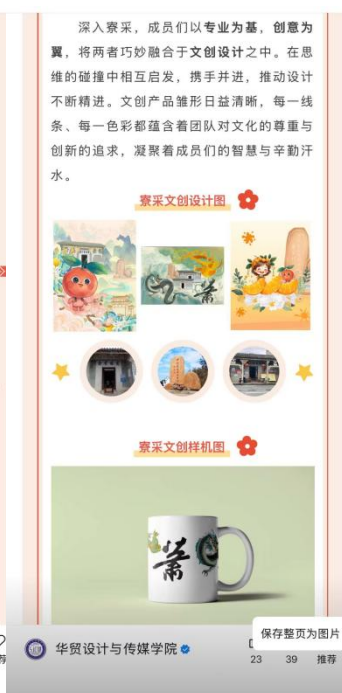 深入寮采，成员们以专业为基，创意为
翼，将两者巧妙融合于文创设计之中。在思
维的碰撞中相互启发，携手并进，推动设计
不断精进。文创产品雏形日益清晰，每一线
条、每一色彩都蕴含着团队对文化的尊重与
创新的追求，凝聚着成员们的智慧与辛勤汗
水。
寮采文创设计图
萧
寮采文创样机图
萧
保存整页为图片
华贸设计与传媒学院
23 39 推荐
荐